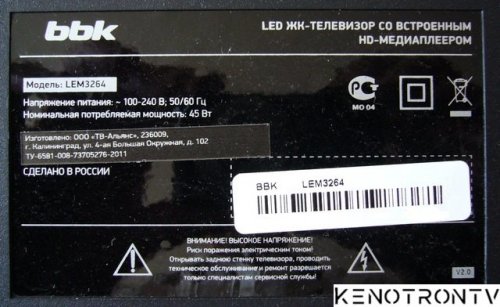 bbk
LED ЖК-ТЕЛЕВИЗОР СО ВСТРОЕННЫМ
HD-МЕДИАПЛЕЕРОМ
Модель: LEM3264
Напряжение питания: ~ 100-240 В; 50/60 Гц
Номинальная потребляемая мощность: 45 Вт
МО 04
Изготовлено: ООО «ТВ-Альянс», 236009,
г. Калининград, ул. 4-ая Большая Окружная, д. 102
ТУ-6581-008-73705276-2011
СДЕЛАНО В РОССИИ
BBK LEM3264
ВНИМАНИЕ! ВЫСОКОЕ НАПРЯЖЕНИЕ!
Риск поражения электрическим током!
Открывать заднюю стенку телевизора, проводить
техническое обслуживание и ремонт разрешается
только специалистам сервисных центров.
V2.0
KENOTRONTV